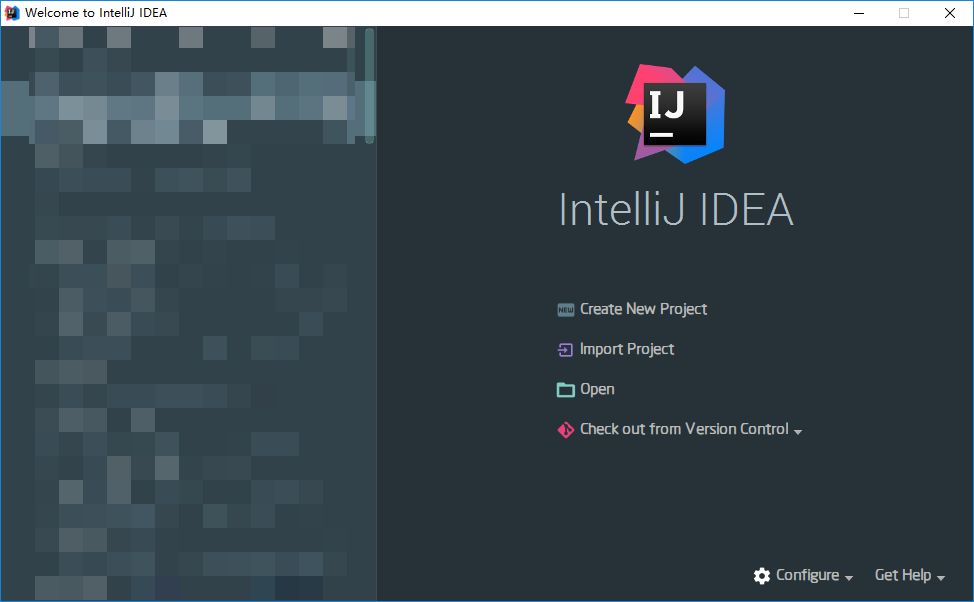 Welcome to IntelliJ IDEA
IJ
IntelliJ IDEA
NEW Create New Project
Import Project
Open
Check out from Version Control
Configure
Get Help